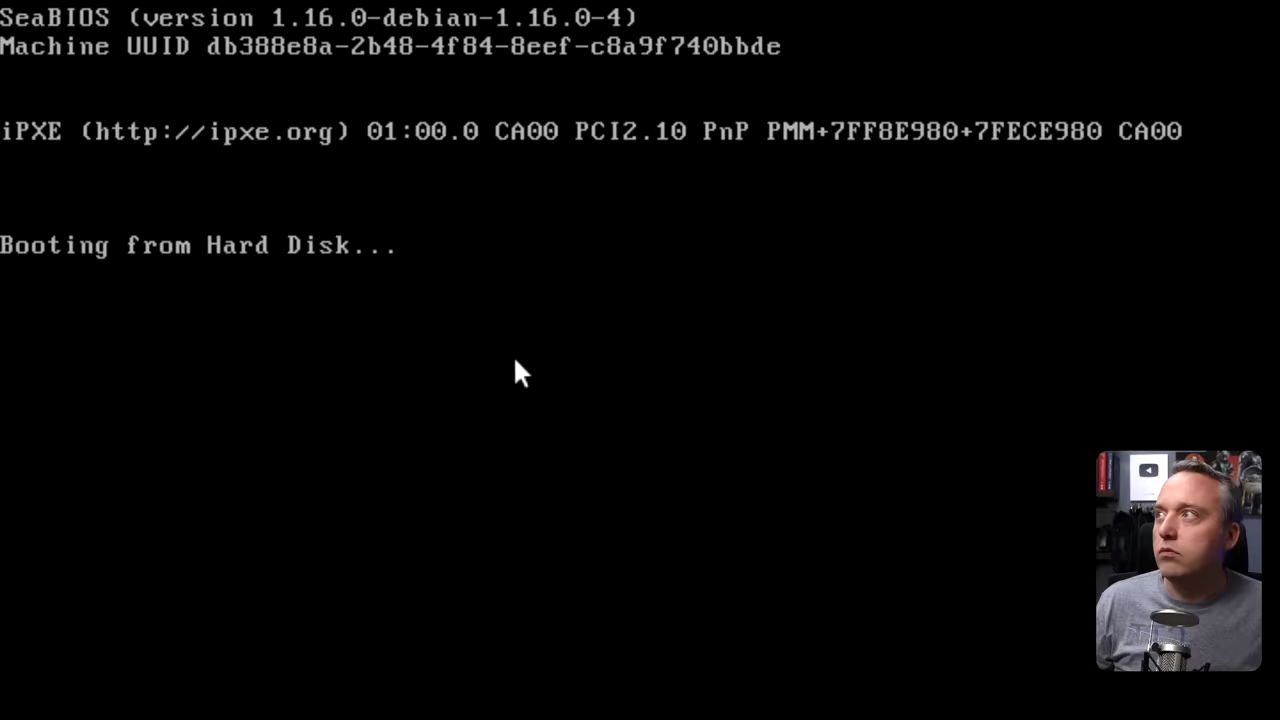 SeaBIOS (version 1.16.0-debian-1.16.0-4)
Machine UUID db388e8a-2b48-4f84-8eef-c8a9f740bbde
iPXE (http://ipxe.org) 01:00.0 CA00 PCI2.10 PnP PMM+7FF8E980+7FECE980 CA00
Booting from Hard Disk...